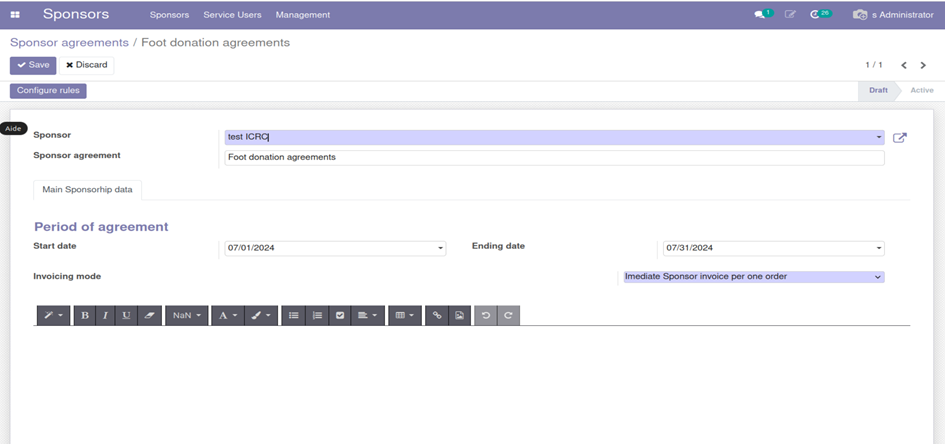 Sponsors Sponsors Service Users Management 1 26 s Administrator
Sponsor agreements / Foot donation agreements
Save Discard 1 / 1
Configure rules Draft Active
Aide
Sponsor test ICRC
Sponsor agreement Foot donation agreements
Main Sponsorhip data
Period of agreement
Start date 07/01/2024 Ending date 07/31/2024
Invoicing mode Imediate Sponsor invoice per one order
B I U NaN A